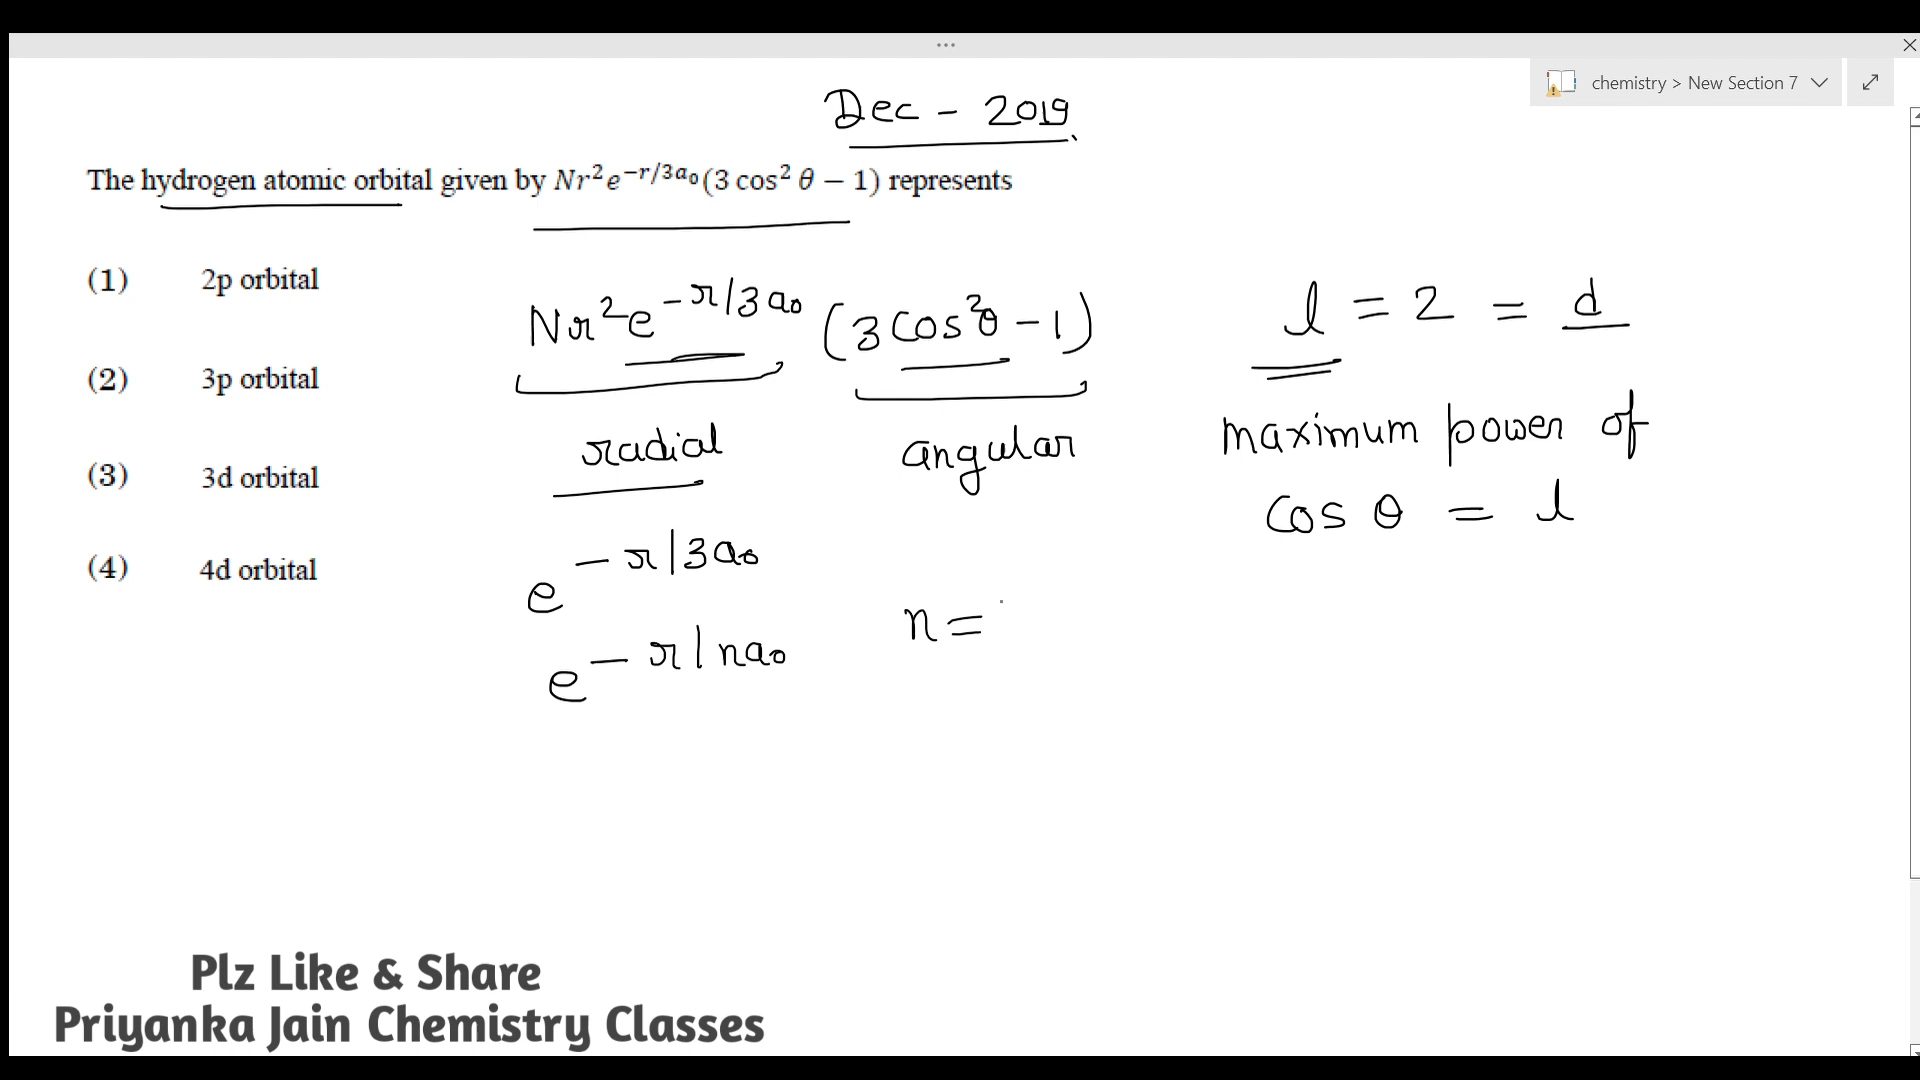 chemistry > New Section 7
Dec - 2019
The hydrogen atomic orbital given by Nr²e^{-r/3a₀}(3 cos² θ − 1) represents
(1) 2p orbital
(2) 3p orbital
(3) 3d orbital
(4) 4d orbital
Nr²e^{-r/3a₀} (3cos²θ - 1)
radial
angular
e^{-r/3a₀}
e^{-r/na₀}
n =
l = 2 = d
maximum power of
cos θ = l
Plz Like & Share
Priyanka Jain Chemistry Classes